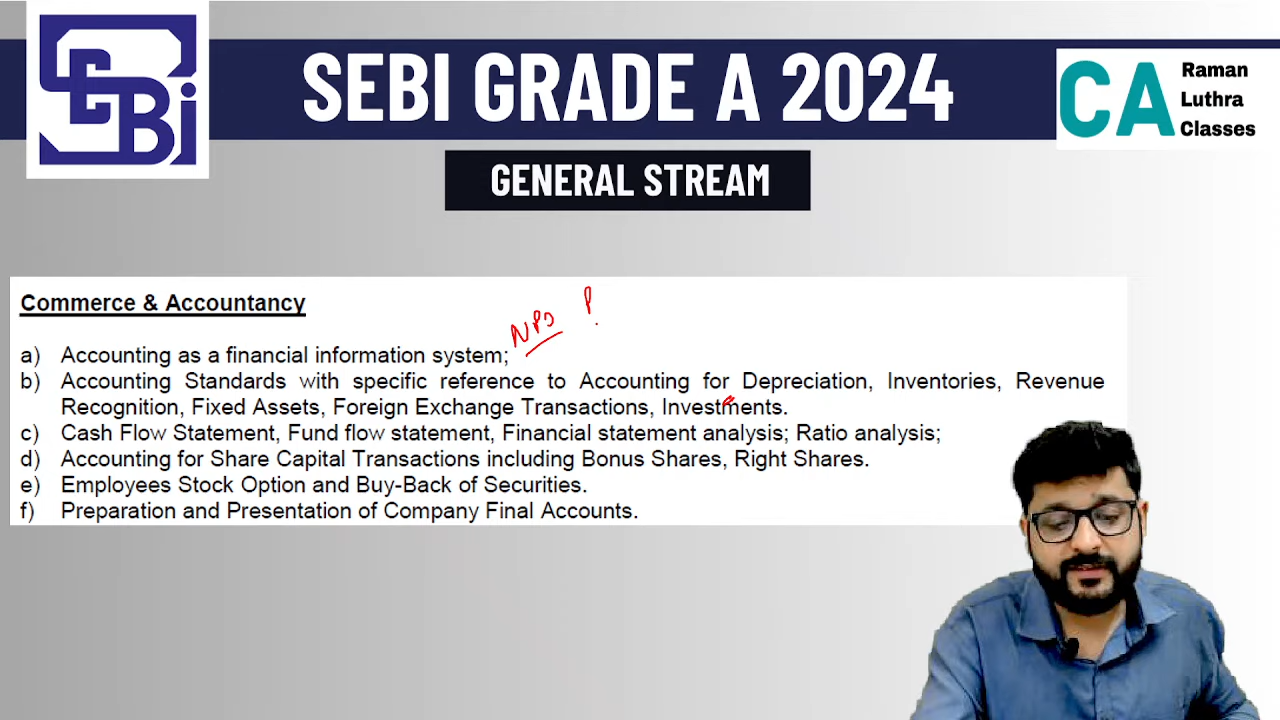 SEBI
SEBI GRADE A 2024
CA Raman
Luthra
Classes
GENERAL STREAM
Commerce & Accountancy
P
a) Accounting as a financial information system;
b) Accounting Standards with specific reference to Accounting for Depreciation, Inventories, Revenue
Recognition, Fixed Assets, Foreign Exchange Transactions, Investments.
c) Cash Flow Statement, Fund flow statement, Financial statement analysis; Ratio analysis;
d) Accounting for Share Capital Transactions including Bonus Shares, Right Shares.
e) Employees Stock Option and Buy-Back of Securities.
f) Preparation and Presentation of Company Final Accounts.